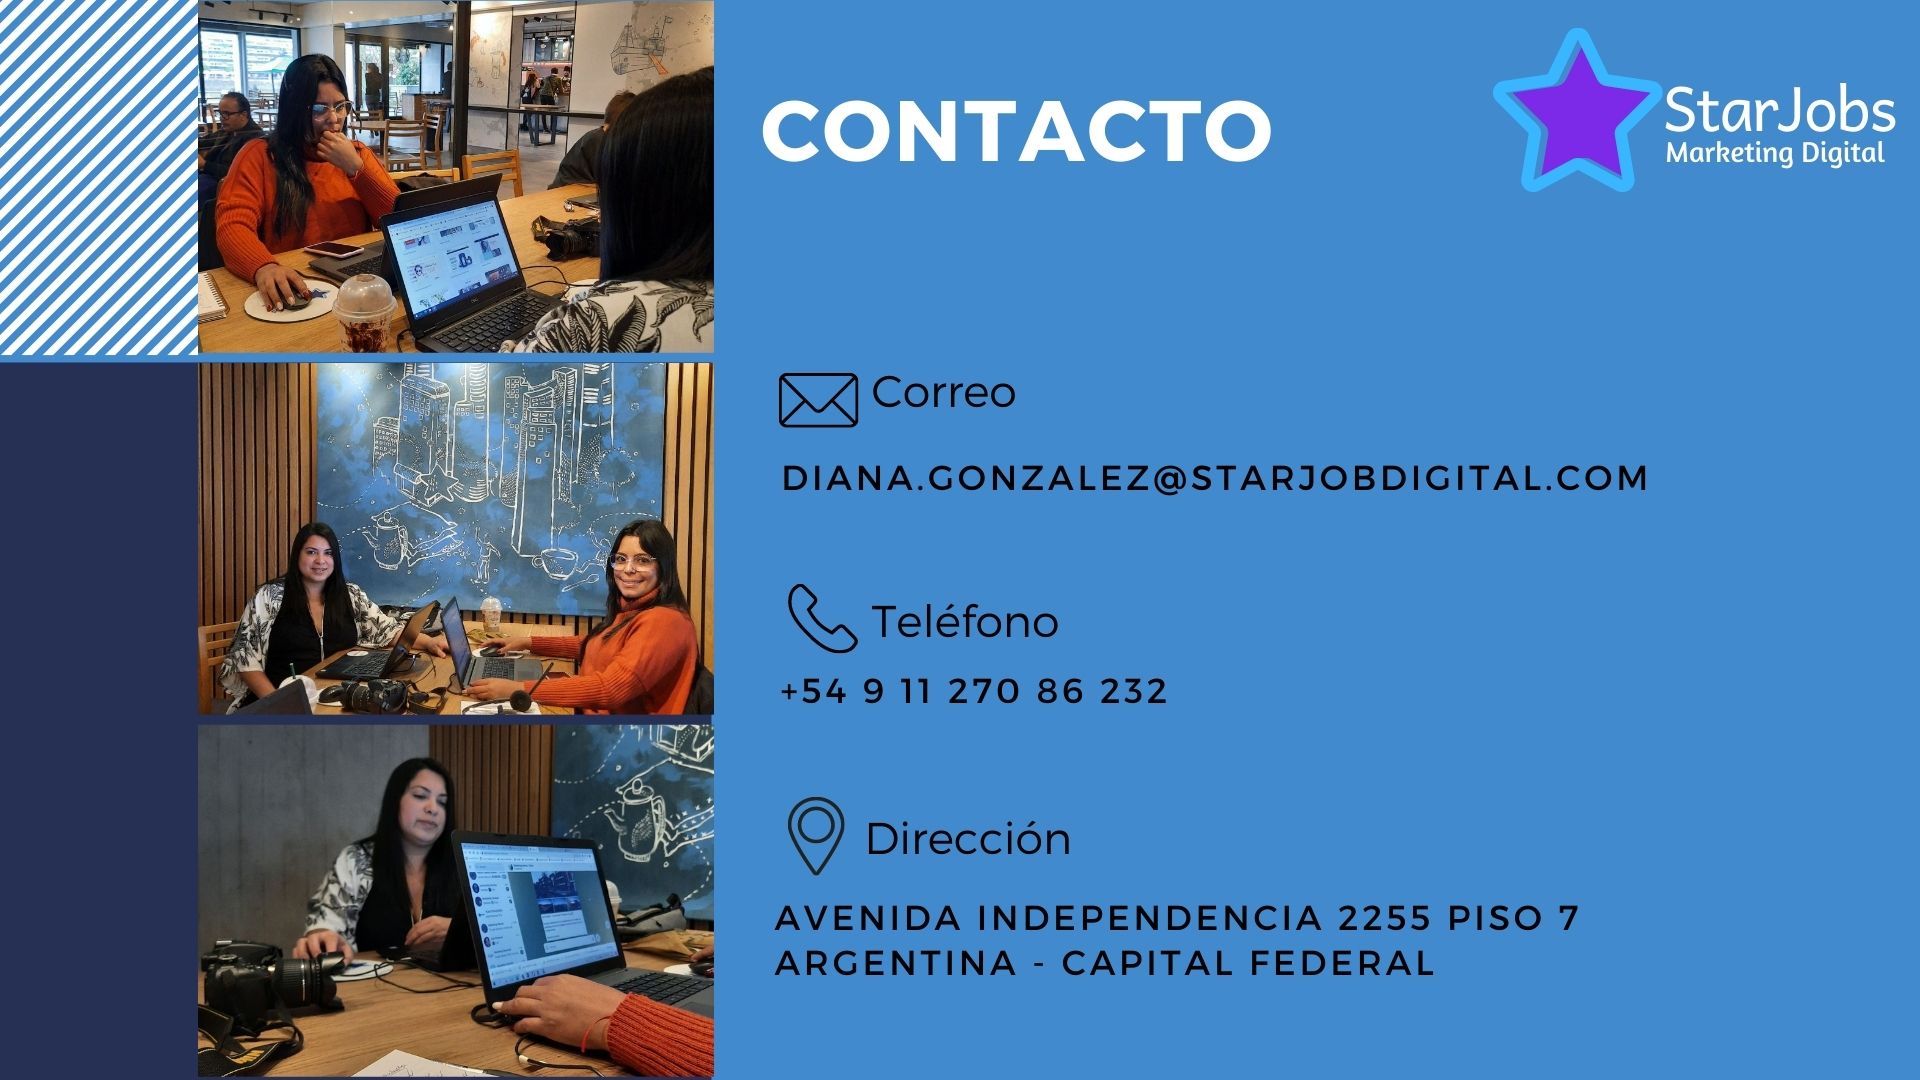 CONTACTO
StarJobs
Marketing Digital
Correo
DIANA.GONZALEZ@STARJOBDIGITAL.COM
Teléfono
+54 9 11 270 86 232
Dirección
AVENIDA INDEPENDENCIA 2255 PISO 7
ARGENTINA - CAPITAL FEDERAL